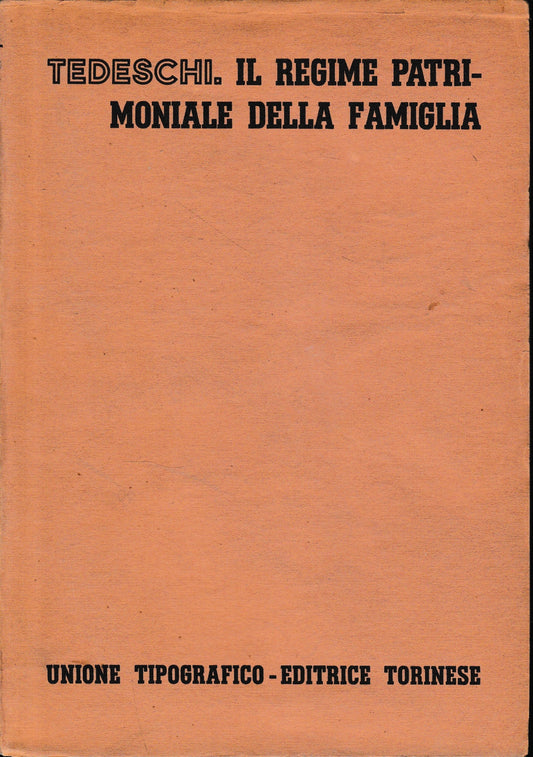 TEDESCHI. IL REGIME PATRI-
MONIALE DELLA FAMIGLIA
UNIONE TIPOGRAFICO-EDITRICE TORINESE